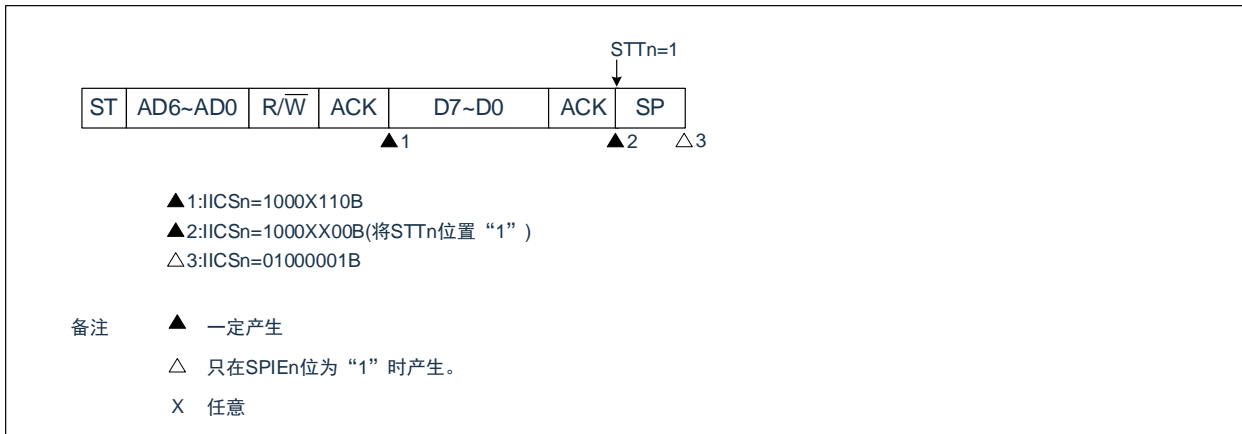 STTn=1
ST AD6~AD0 R/W̅ ACK D7~D0 ACK SP
▲1 ▲2 △3
▲1:IICSn=1000X110B
▲2:IICSn=1000XX00B(将STTn位置“1”)
△3:IICSn=01000001B
备注 ▲ 一定产生
△ 只在SPIEn位为“1”时产生。
X 任意